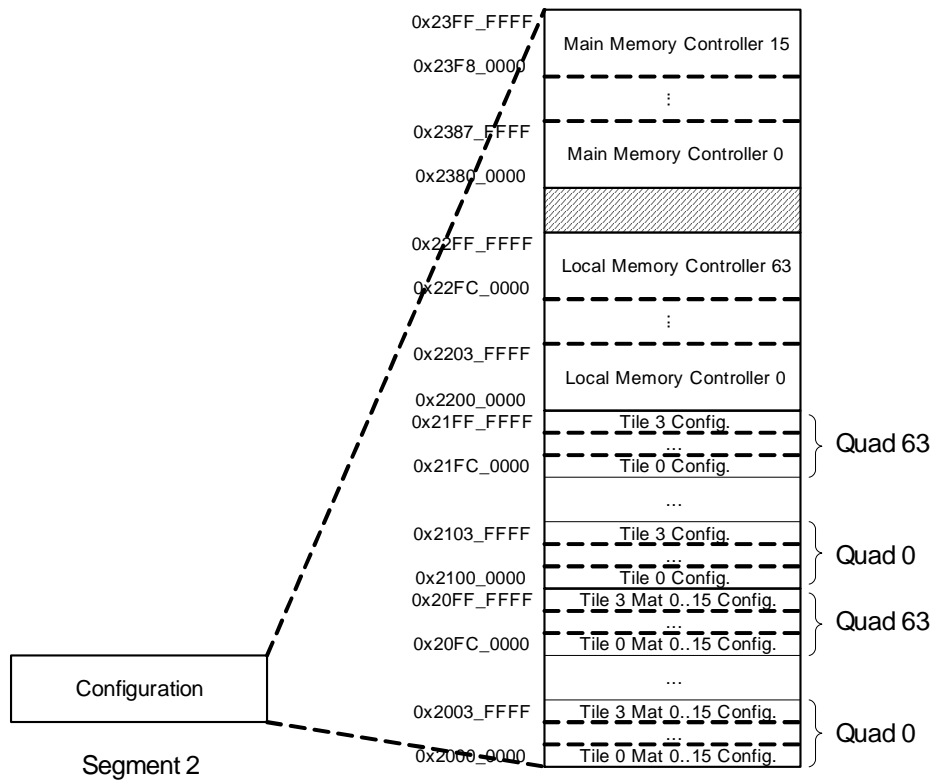 0x23FF_FFFF
Main Memory Controller 15
0x23F8_0000
⋮
0x2387_FFFF
Main Memory Controller 0
0x2380_0000
0x22FF_FFFF
Local Memory Controller 63
0x22FC_0000
⋮
0x2203_FFFF
Local Memory Controller 0
0x2200_0000
0x21FF_FFFF
Tile 3 Config.
...
Quad 63
0x21FC_0000
Tile 0 Config.
...
0x2103_FFFF
Tile 3 Config.
...
Quad 0
0x2100_0000
Tile 0 Config.
0x20FF_FFFF
Tile 3 Mat 0..15 Config.
...
Quad 63
0x20FC_0000
Tile 0 Mat 0..15 Config.
...
Configuration
0x2003_FFFF
Tile 3 Mat 0..15 Config.
...
Quad 0
0x2000_0000
Tile 0 Mat 0..15 Config.
Segment 2